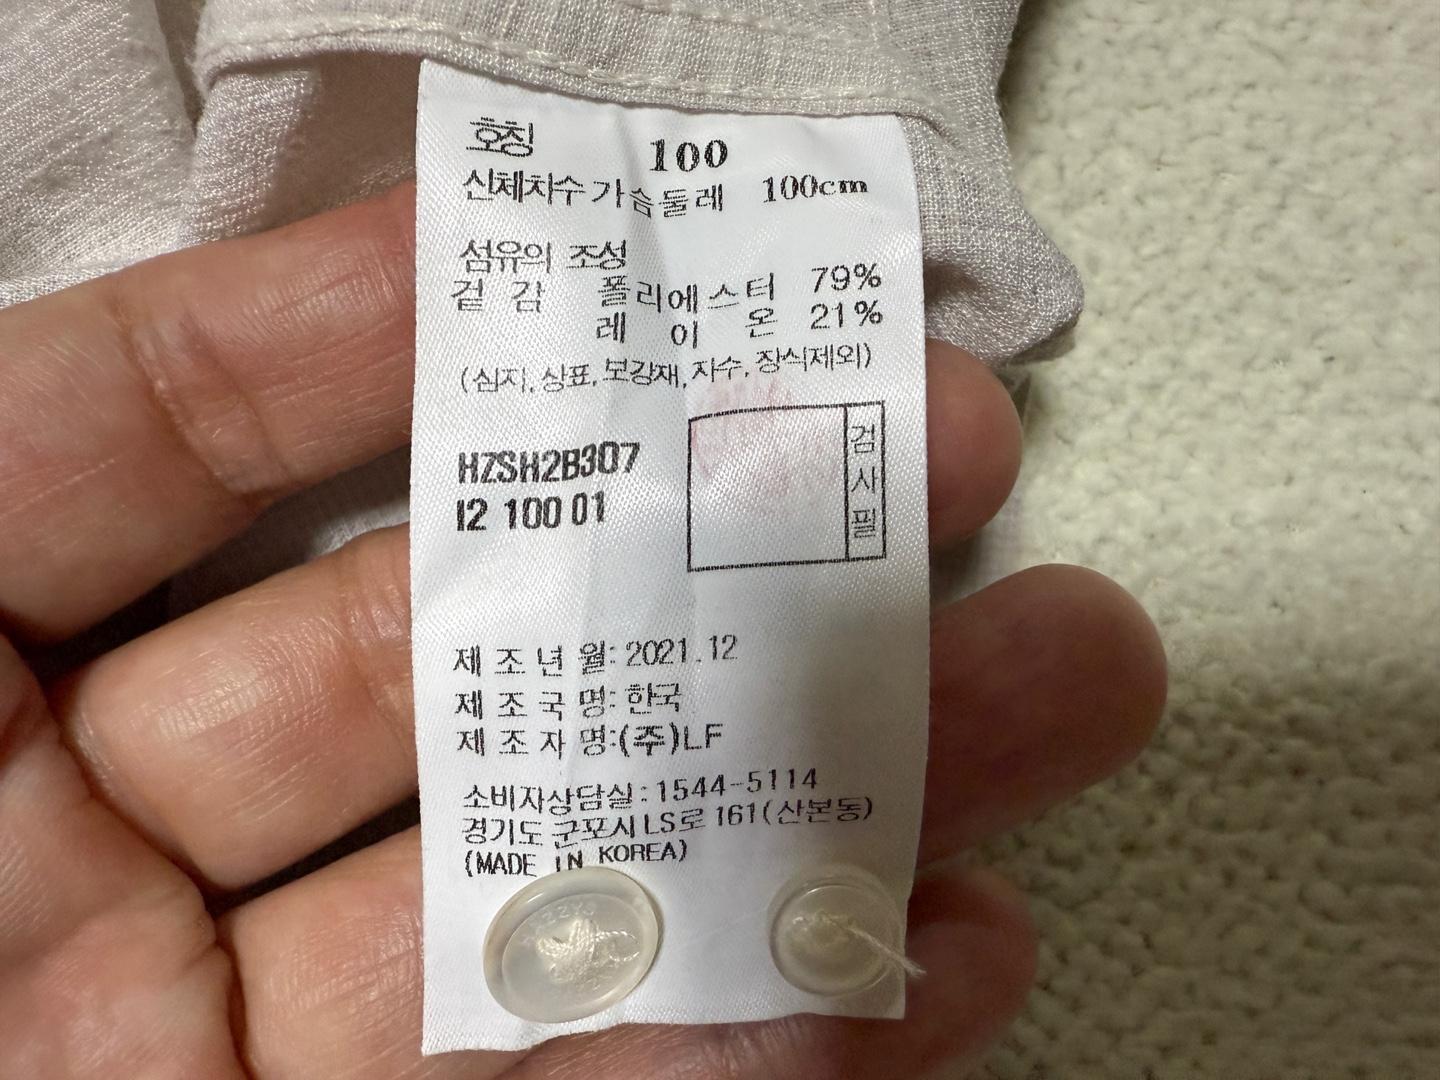 호칭 100
신체치수 가슴둘레 100cm
섬유의 조성
겉 감 폴리에스터 79%
레 이 온 21%
(심지, 상표, 보강재, 자수, 장식제외)
HZSH2B307
I2 100 01
검사필
제 조 년 월: 2021.12
제 조 국 명: 한국
제 조 자 명:(주)LF
소비자상담실: 1544-5114
경기도 군포시 LS로 161(산본동)
(MADE IN KOREA)